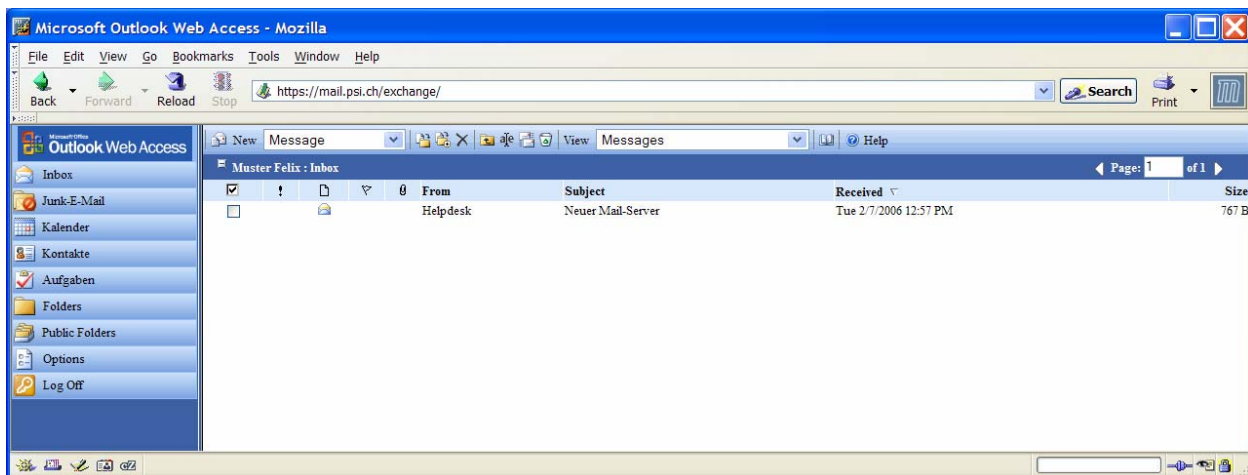 Microsoft Outlook Web Access - Mozilla
File Edit View Go Bookmarks Tools Window Help
Back Forward Reload Stop https://mail.psi.ch/exchange/ Search Print
Microsoft Office
Outlook Web Access New Message View Messages Help
Muster Felix : Inbox Page: 1 of 1
! From Subject Received Size
Helpdesk Neuer Mail-Server Tue 2/7/2006 12:57 PM 767 B
Inbox
Junk-E-Mail
Kalender
Kontakte
Aufgaben
Folders
Public Folders
Options
Log Off